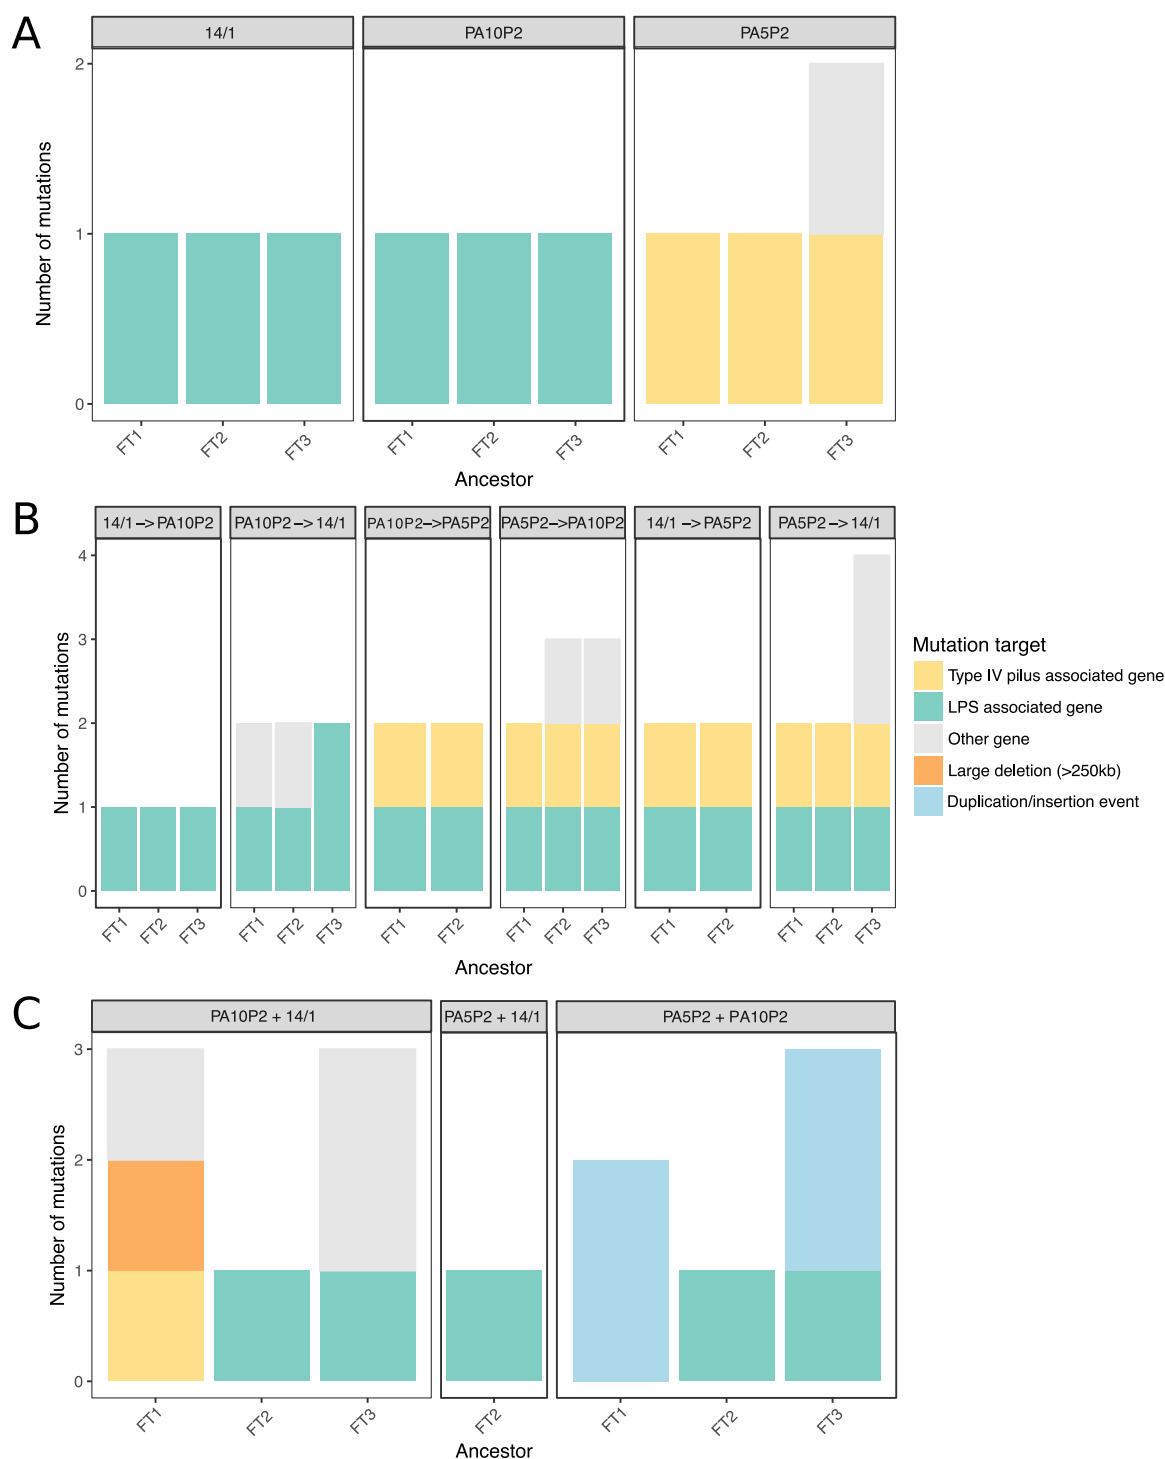 A
14/1
PA10P2
PA5P2
Number of mutations
2
1
0
FT1
FT2
FT3
FT1
FT2
FT3
FT1
FT2
FT3
Ancestor
B
14/1−>PA10P2
PA10P2−>14/1
PA10P2−>PA5P2
PA5P2−>PA10P2
14/1−>PA5P2
PA5P2−>14/1
Number of mutations
4
3
2
1
0
FT1
FT2
FT3
FT1
FT2
FT3
FT1
FT2
FT1
FT2
FT3
FT1
FT2
FT1
FT2
FT3
Ancestor
Mutation target
Type IV pilus associated gene
LPS associated gene
Other gene
Large deletion (>250kb)
Duplication/insertion event
C
PA10P2 + 14/1
PA5P2 + 14/1
PA5P2 + PA10P2
Number of mutations
3
2
1
0
FT1
FT2
FT3
FT2
FT1
FT2
FT3
Ancestor